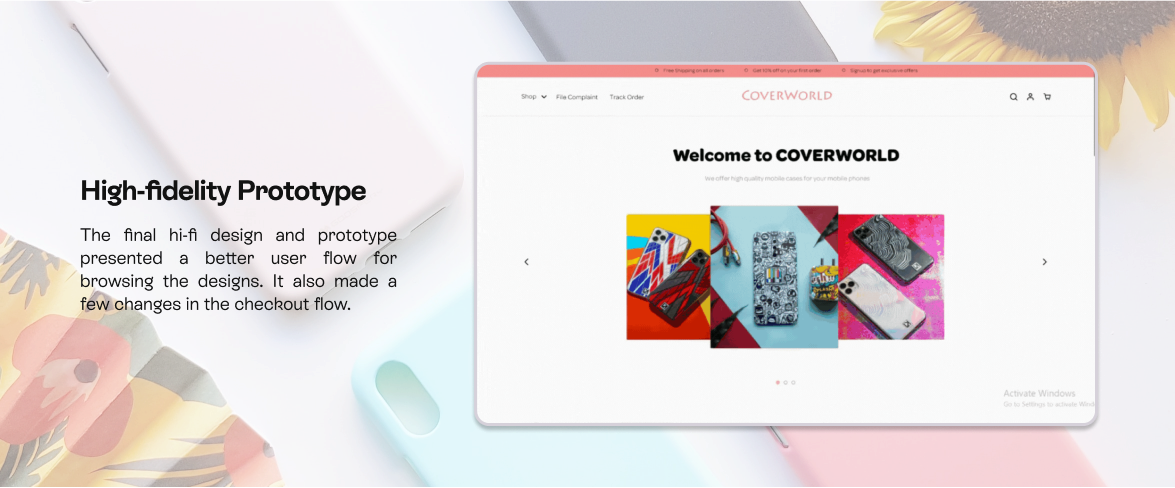 High-fidelity Prototype
The final hi-fi design and prototype
presented a better user flow for
browsing the designs. It also made a
few changes in the checkout flow.
Free Shipping on all orders Get 10% off on your first order Sign up to get exclusive offers
Shop File Complaint Track Order COVERWORLD
Welcome to COVERWORLD
We offer high quality mobile cases for your mobile phones
Activate Windows
Go to Settings to activate Wind